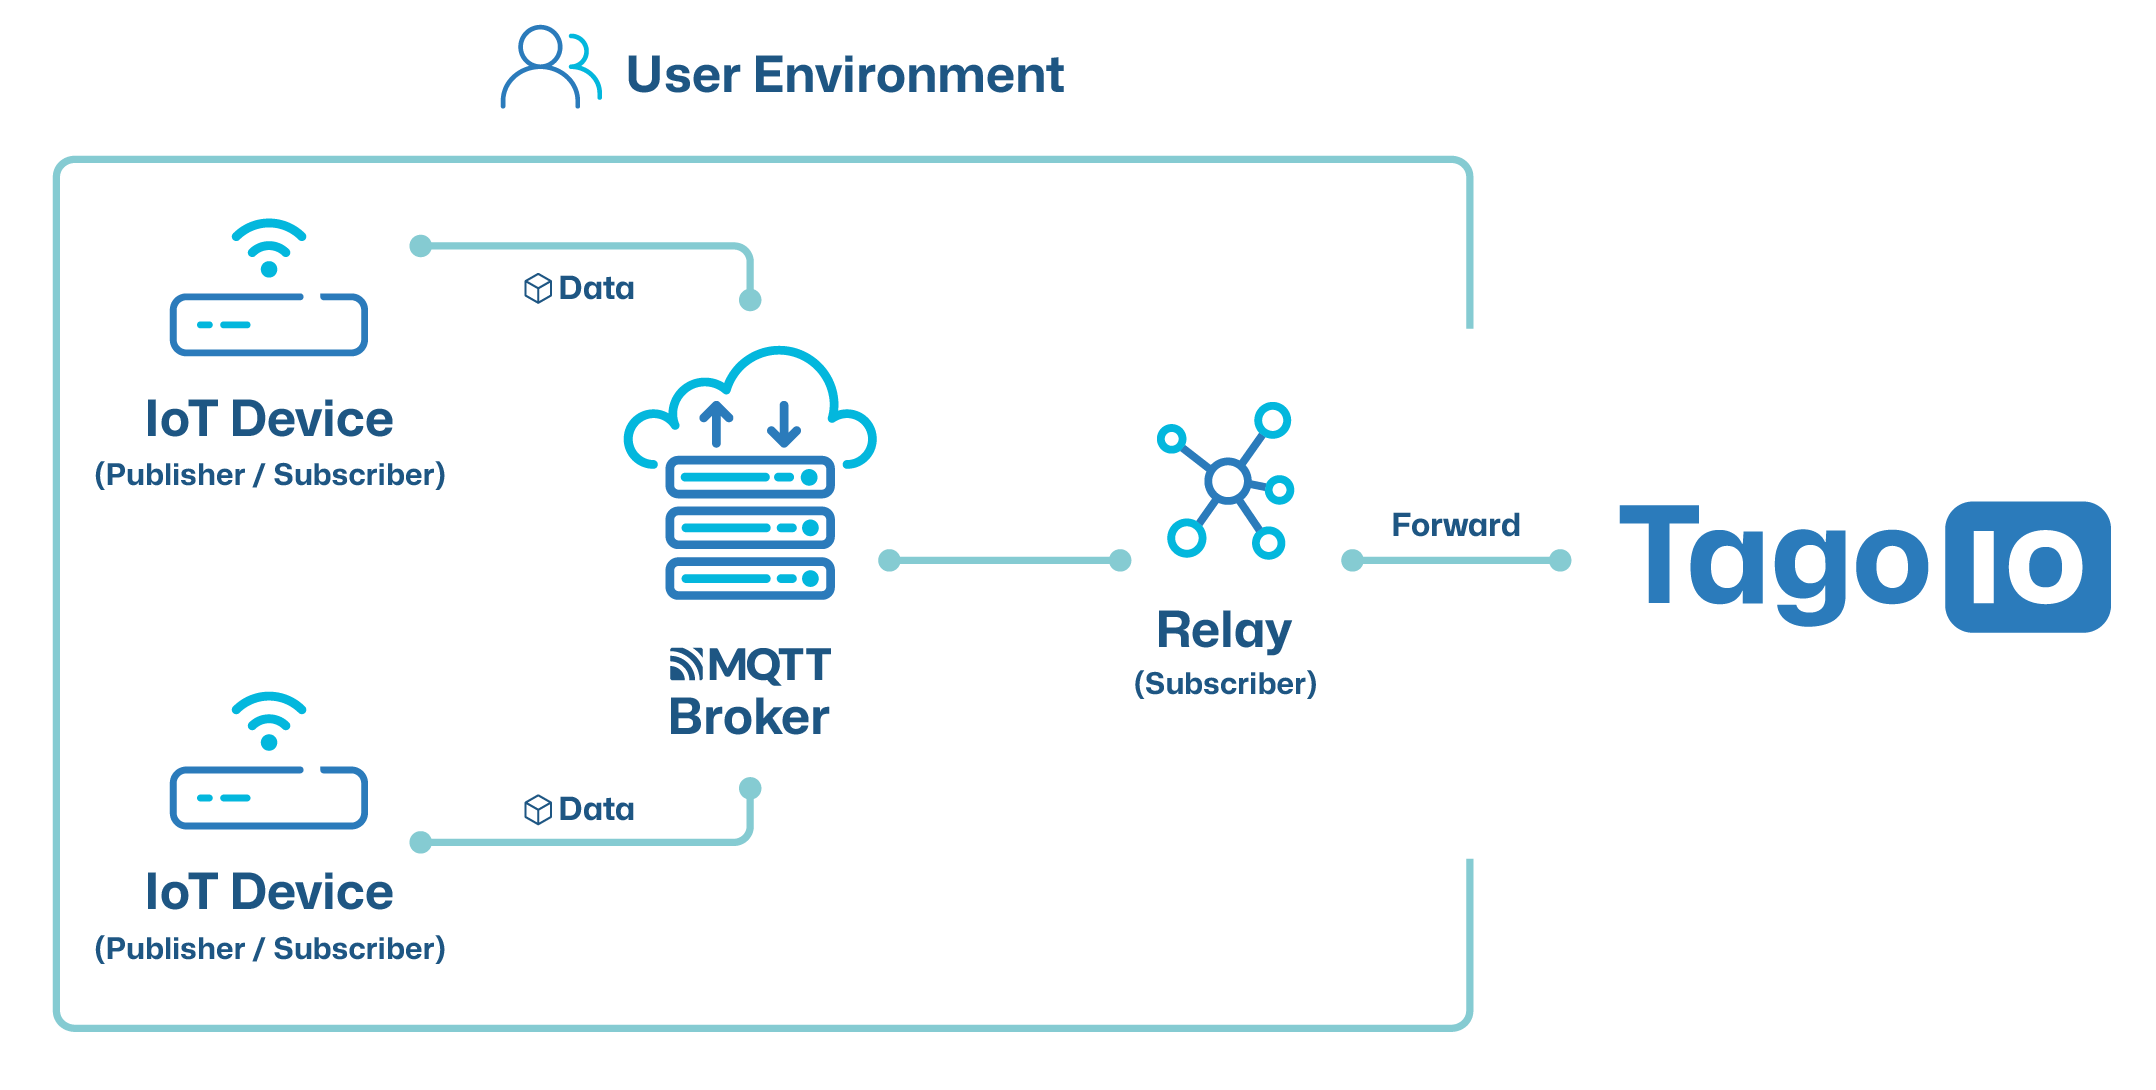 User Environment
Data
IoT Device
(Publisher / Subscriber)
MQTT
Broker
Relay
(Subscriber)
Forward
Tago IO
Data
IoT Device
(Publisher / Subscriber)